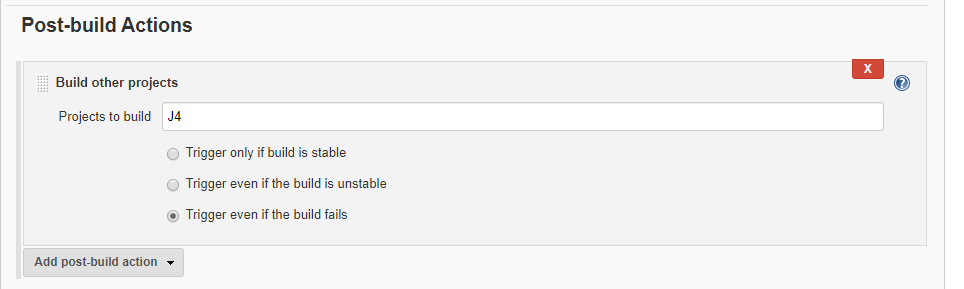 Post-build Actions
X
Build other projects
?
Projects to build J4
Trigger only if build is stable
Trigger even if the build is unstable
Trigger even if the build fails
Add post-build action